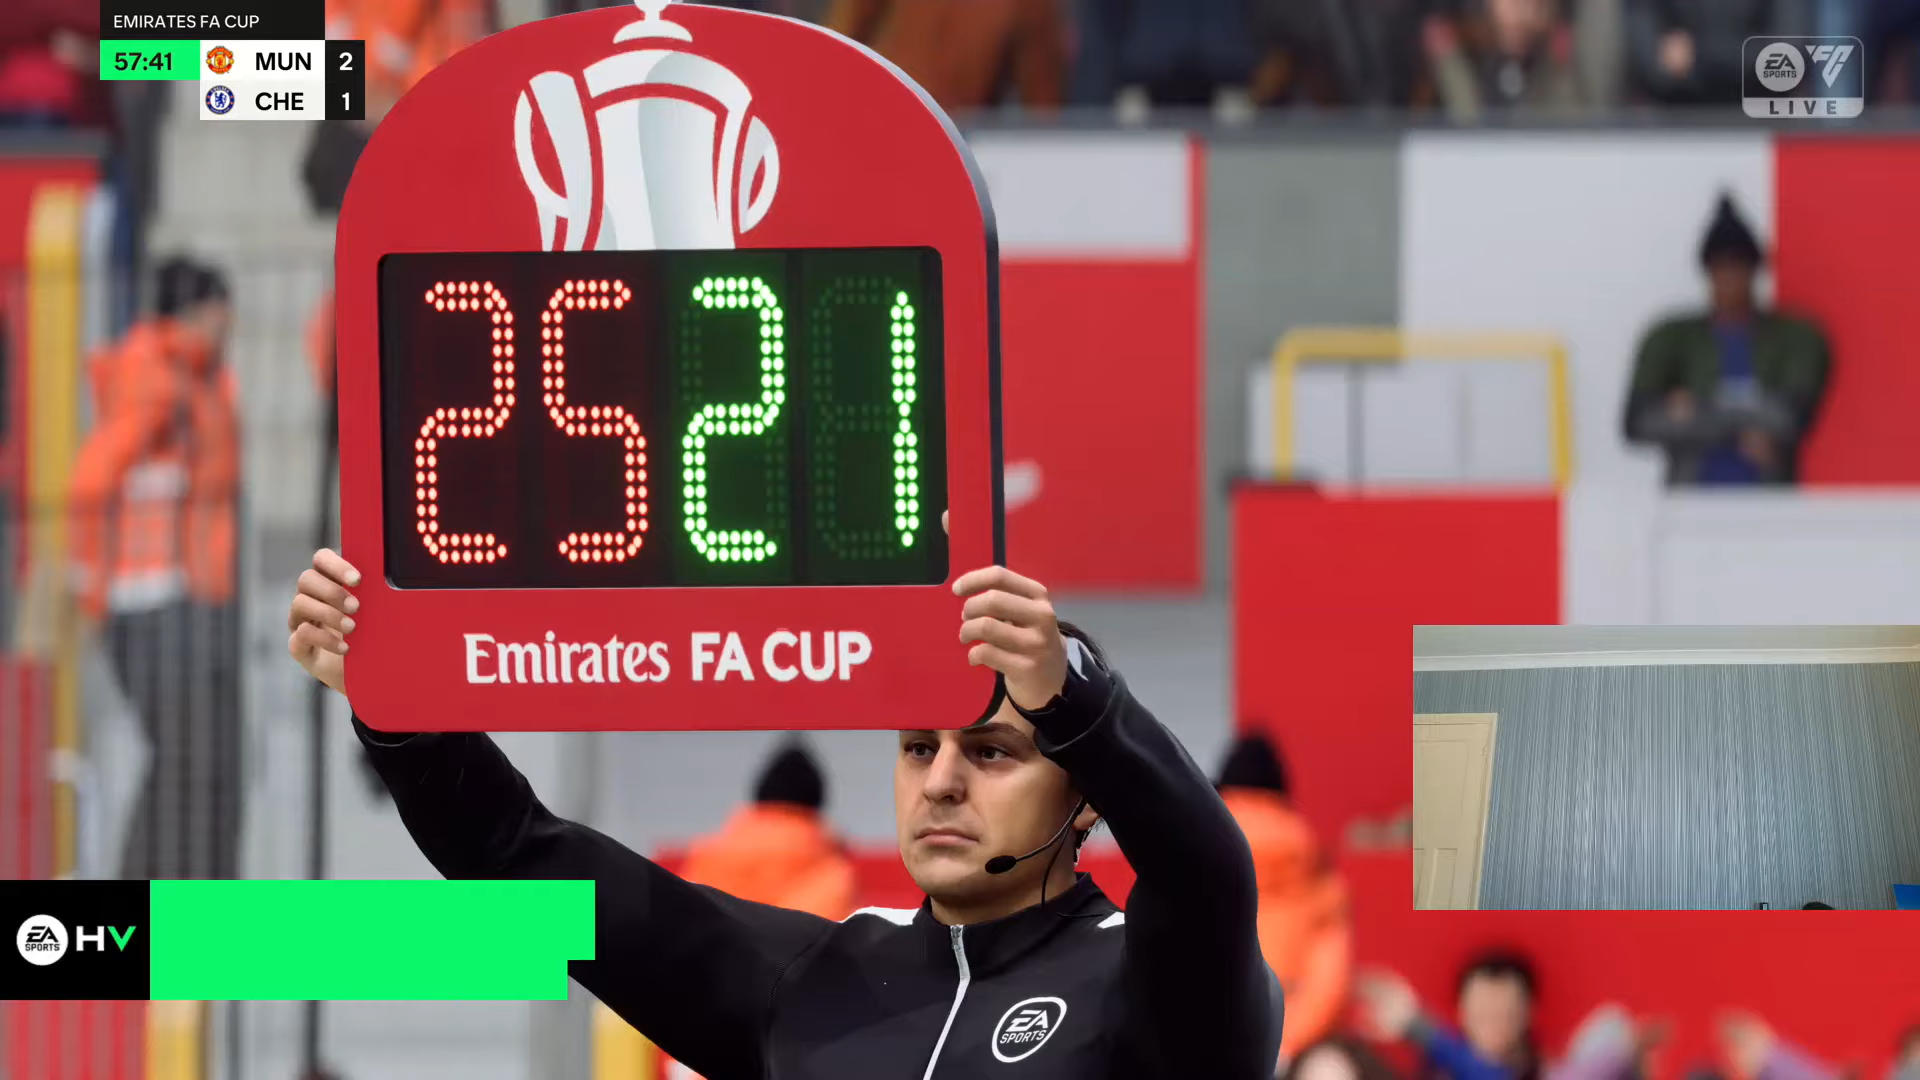 EMIRATES FA CUP
57:41 MUN 2
CHE 1
EA SPORTS FC
LIVE
25 21
Emirates FA CUP
EA SPORTS HV
EA SPORTS